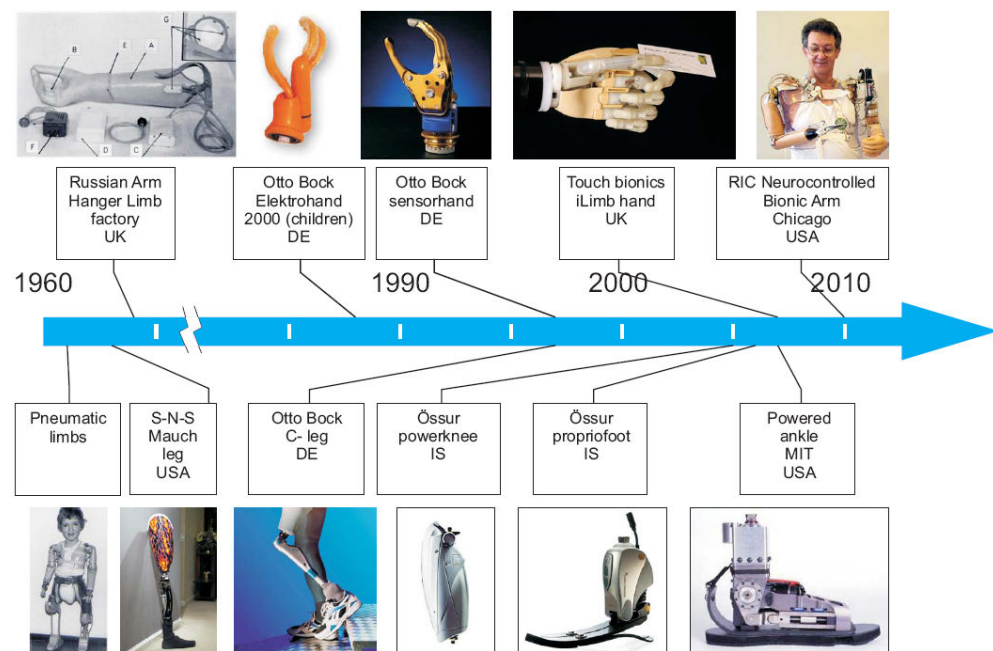 G
B
E
A
F
D
C
Russian Arm
Hanger Limb
factory
UK
Otto Bock
Elektrohand
2000 (children)
DE
Otto Bock
sensorhand
DE
Touch bionics
iLimb hand
UK
RIC Neurocontrolled
Bionic Arm
Chicago
USA
1960
1990
2000
2010
Pneumatic
limbs
S-N-S
Mauch
leg
USA
Otto Bock
C- leg
DE
Össur
powerknee
IS
Össur
propriofoot
IS
Powered
ankle
MIT
USA